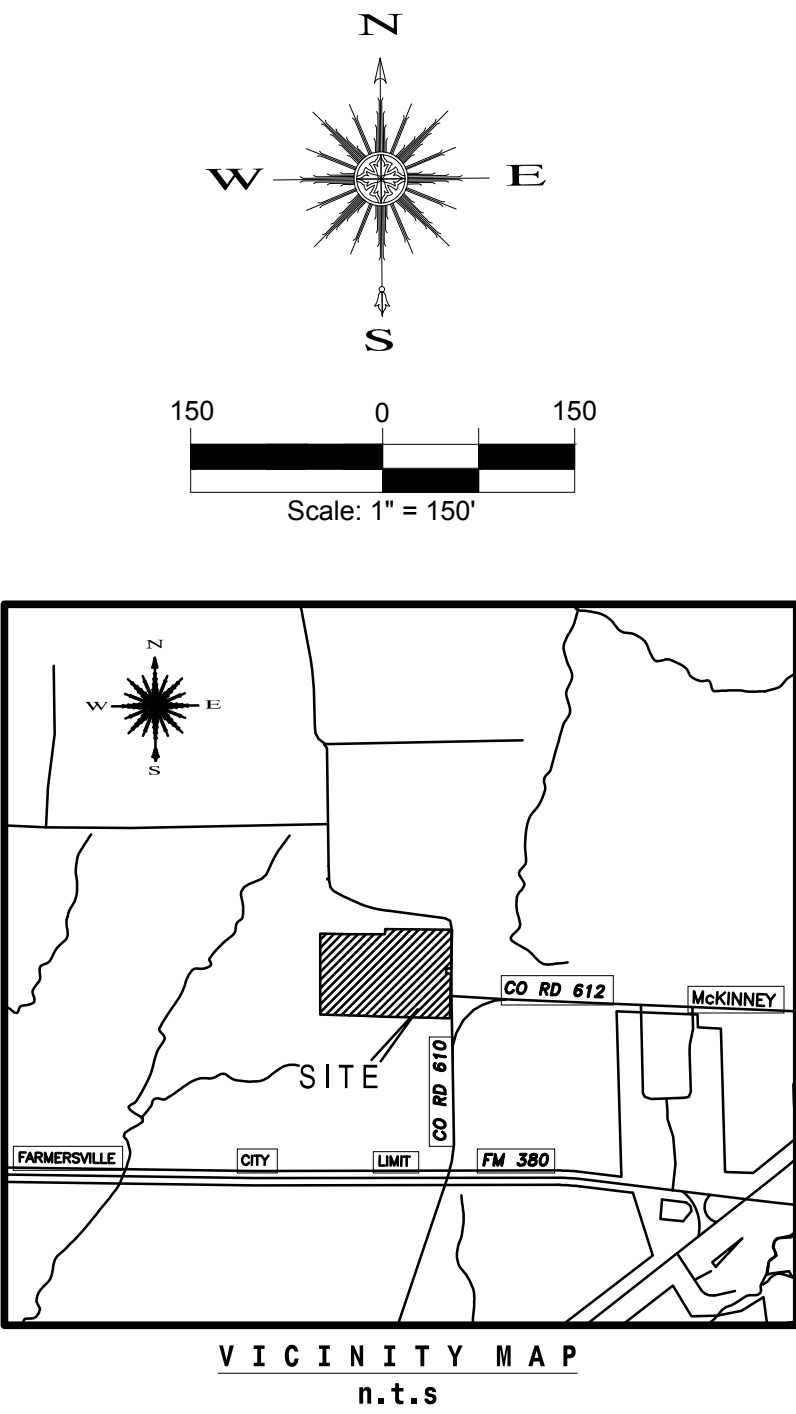 N
W E
S
150 0 150
Scale: 1" = 150'
N
W E
S
CO RD 612
McKINNEY
CO RD 610
SITE
FARMERSVILLE CITY LIMIT FM 380
VICINITY MAP
n.t.s